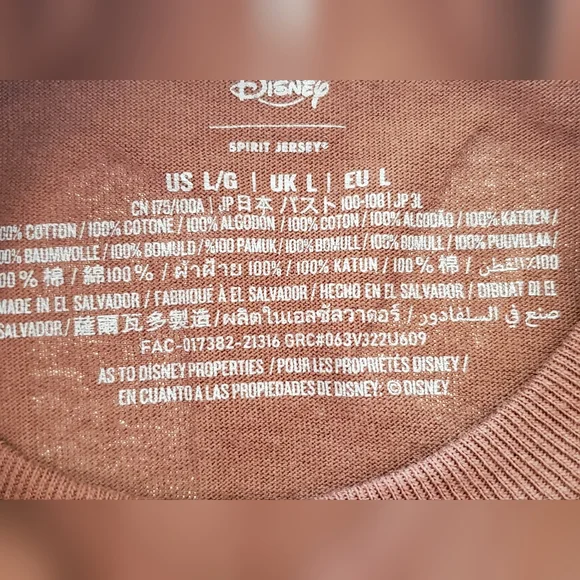 Disney
SPIRIT JERSEY®
US L/G | UK L | EU L
CN 175/100A | JP 日本 バスト 100-108 | JP 3L
00% COTTON / 100% COTONE / 100% ALGODÓN / 100% COTON / 100% ALGODÃO / 100% KATOEN /
00% BAUMWOLLE / 100% BOMULD / %100 PAMUK / 100% BOMULL / 100% BOMULL / 100% PUUVILLAA /
00 % 棉 / 綿 100% / ผ้าฝ้าย 100% / 100% KATUN / 100% 棉 / القطن 100%
MADE IN EL SALVADOR / FABRIQUÉ À EL SALVADOR / HECHO EN EL SALVADOR / DIBUAT DI EL
SALVADOR / 薩爾瓦多製造 / ผลิตในเอลซัลวาดอร์ / صنع في السلفادور
FAC-017382-21316 GRC#063V322U609
AS TO DISNEY PROPERTIES / POUR LES PROPRIÉTÉS DISNEY /
EN CUANTO A LAS PROPIEDADES DE DISNEY: © DISNEY